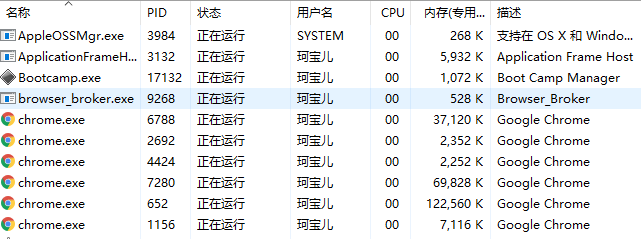 名称 PID 状态 用户名 CPU 内存(专用... 描述
AppleOSSMgr.exe 3984 正在运行 SYSTEM 00 268 K 支持在 OS X 和 Windo...
ApplicationFrameH... 3132 正在运行 珂宝儿 00 5,932 K Application Frame Host
Bootcamp.exe 17132 正在运行 珂宝儿 00 1,072 K Boot Camp Manager
browser_broker.exe 9268 正在运行 珂宝儿 00 528 K Browser_Broker
chrome.exe 6788 正在运行 珂宝儿 00 37,120 K Google Chrome
chrome.exe 2692 正在运行 珂宝儿 00 2,352 K Google Chrome
chrome.exe 4424 正在运行 珂宝儿 00 2,252 K Google Chrome
chrome.exe 7280 正在运行 珂宝儿 00 69,828 K Google Chrome
chrome.exe 652 正在运行 珂宝儿 00 122,560 K Google Chrome
chrome.exe 1156 正在运行 珂宝儿 00 7,116 K Google Chrome